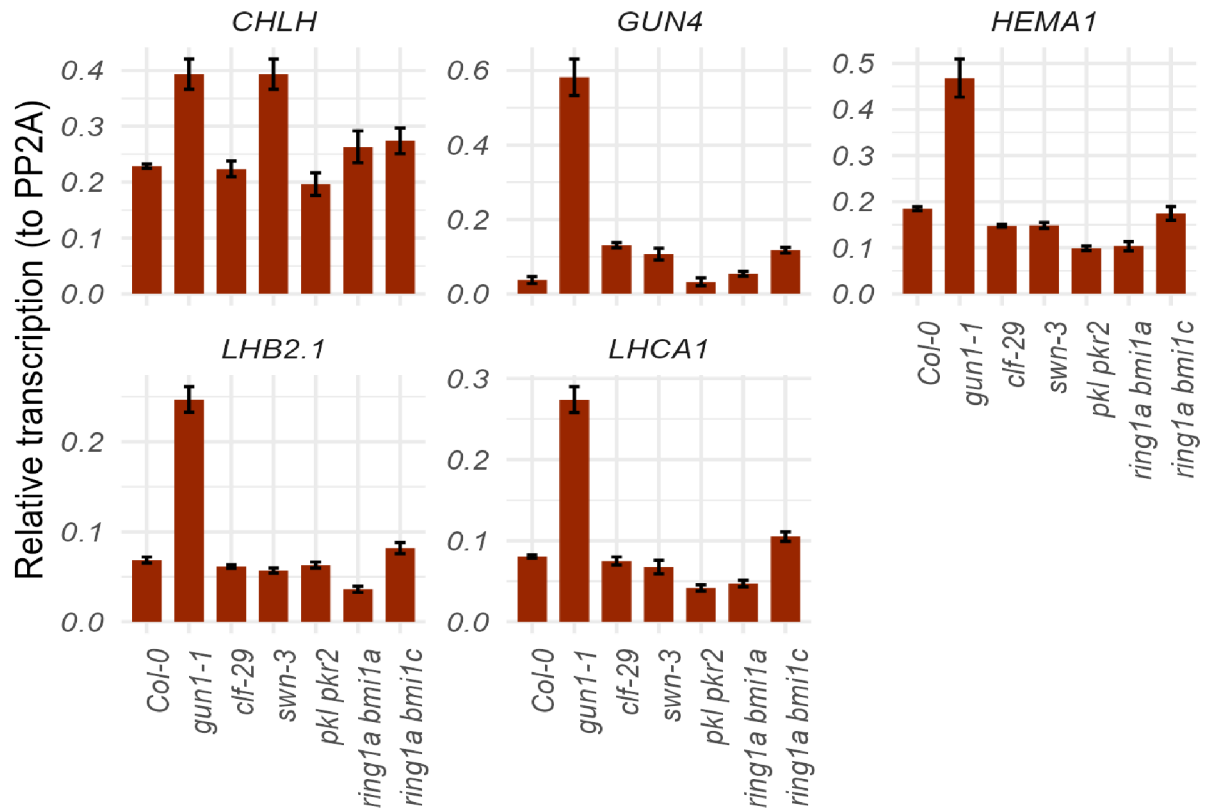 CHLH
GUN4
HEMA1
Relative transcription (to PP2A)
0.4
0.3
0.2
0.1
0.0
0.6
0.4
0.2
0.0
0.5
0.4
0.3
0.2
0.1
0.0
Col-0
gun1-1
clf-29
swn-3
pkl pkr2
ring1a bmi1a
ring1a bmi1c
LHB2.1
LHCA1
0.2
0.1
0.0
0.3
0.2
0.1
0.0
Col-0
gun1-1
clf-29
swn-3
pkl pkr2
ring1a bmi1a
ring1a bmi1c
Col-0
gun1-1
clf-29
swn-3
pkl pkr2
ring1a bmi1a
ring1a bmi1c